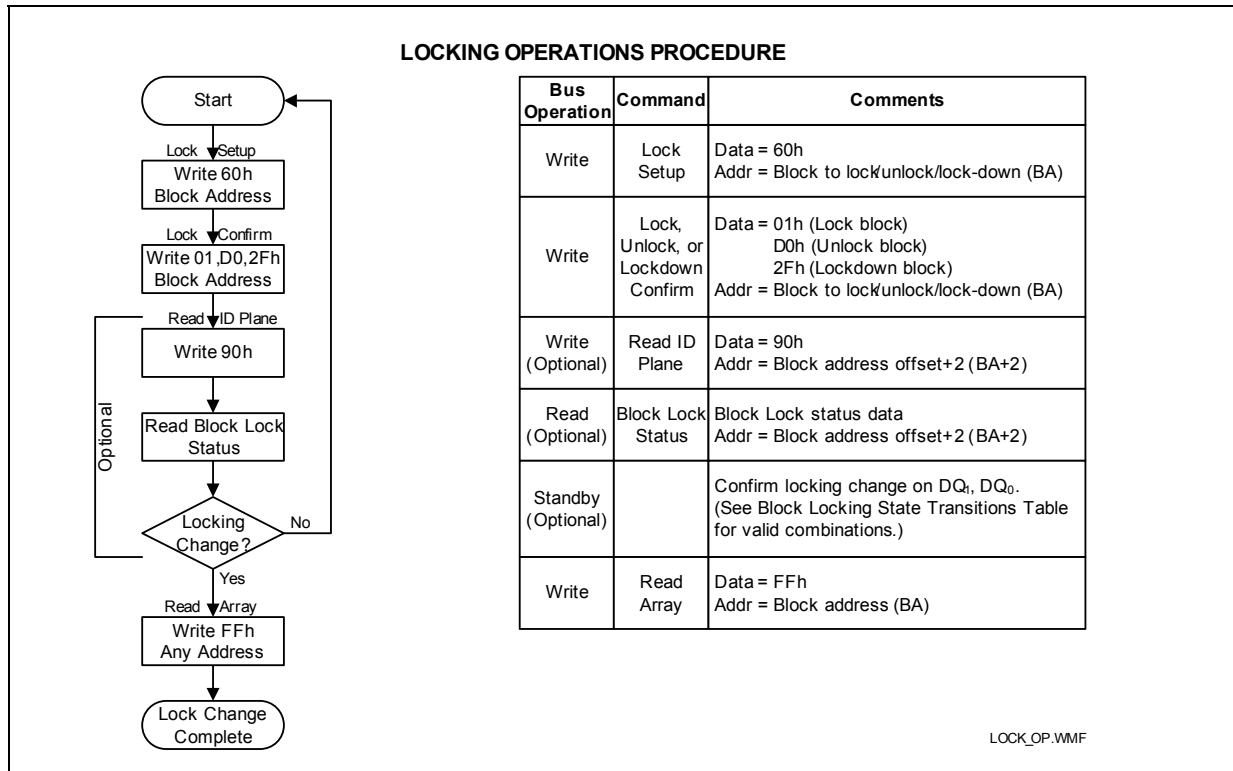 LOCKING OPERATIONS PROCEDURE
Start
Lock Setup
Write 60h
Block Address
Lock Confirm
Write 01,D0,2Fh
Block Address
Read ID Plane
Write 90h
Optional
Read Block Lock
Status
Locking
Change?
No
Yes
Read Array
Write FFh
Any Address
Lock Change
Complete
Bus
Operation
Command
Comments
Write
Lock
Setup
Data = 60h
Addr = Block to lock/unlock/lock-down (BA)
Write
Lock,
Unlock, or
Lockdown
Confirm
Data = 01h (Lock block)
D0h (Unlock block)
2Fh (Lockdown block)
Addr = Block to lock/unlock/lock-down (BA)
Write
(Optional)
Read ID
Plane
Data = 90h
Addr = Block address offset+2 (BA+2)
Read
(Optional)
Block Lock
Status
Block Lock status data
Addr = Block address offset+2 (BA+2)
Standby
(Optional)
Confirm locking change on DQ₁, DQ₀.
(See Block Locking State Transitions Table
for valid combinations.)
Write
Read
Array
Data = FFh
Addr = Block address (BA)
LOCK_OP.WMF